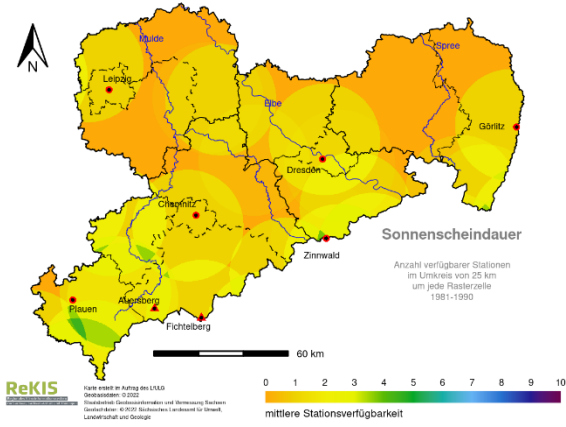 Mulde
Spree
Leipzig
Elbe
Görlitz
Dresden
Chemnitz
Sonnenscheindauer
Zinnwald
Anzahl verfügbarer Stationen
im Umkreis von 25 km
um jede Rasterzelle
1981-1990
Plauen
Auersberg
Fichtelberg
N
60 km
ReKIS
Karte erstellt im Auftrag des LfULG
Geobasisdaten: © 2022
Staatsbetrieb Geobasisinformation und Vermessung Sachsen
Geofachdaten: © 2022 Sächsisches Landesamt für Umwelt,
Landwirtschaft und Geologie
0 1 2 3 4 5 6 7 8 9 10
mittlere Stationsverfügbarkeit